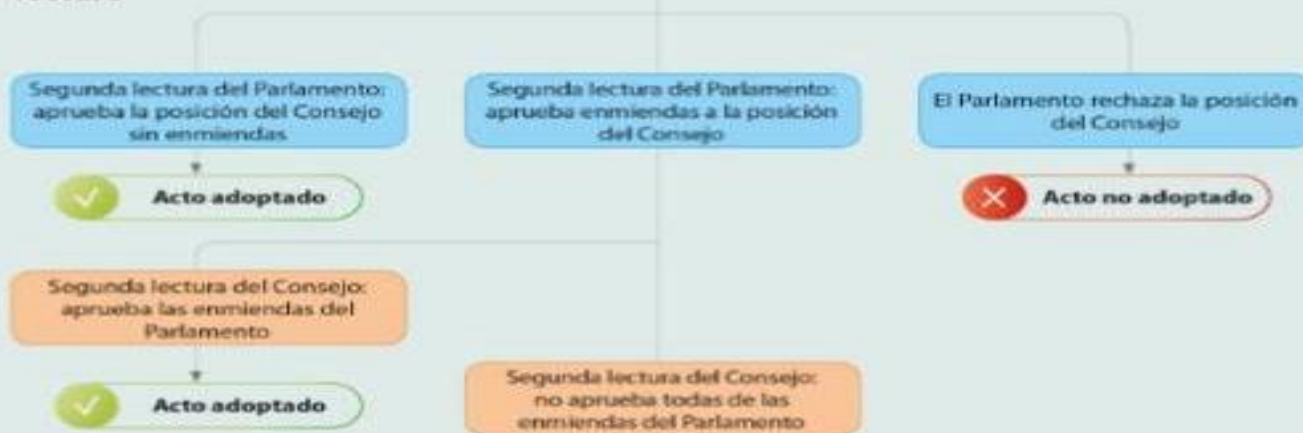 Segunda lectura del Parlamento:
aprueba la posición del Consejo
sin enmiendas
Segunda lectura del Parlamento:
aprueba enmiendas a la posición
del Consejo
El Parlamento rechaza la posición
del Consejo
Acto adoptado
Acto no adoptado
Segunda lectura del Consejo:
aprueba las enmiendas del
Parlamento
Acto adoptado
Segunda lectura del Consejo:
no aprueba todas de las
enmiendas del Parlamento